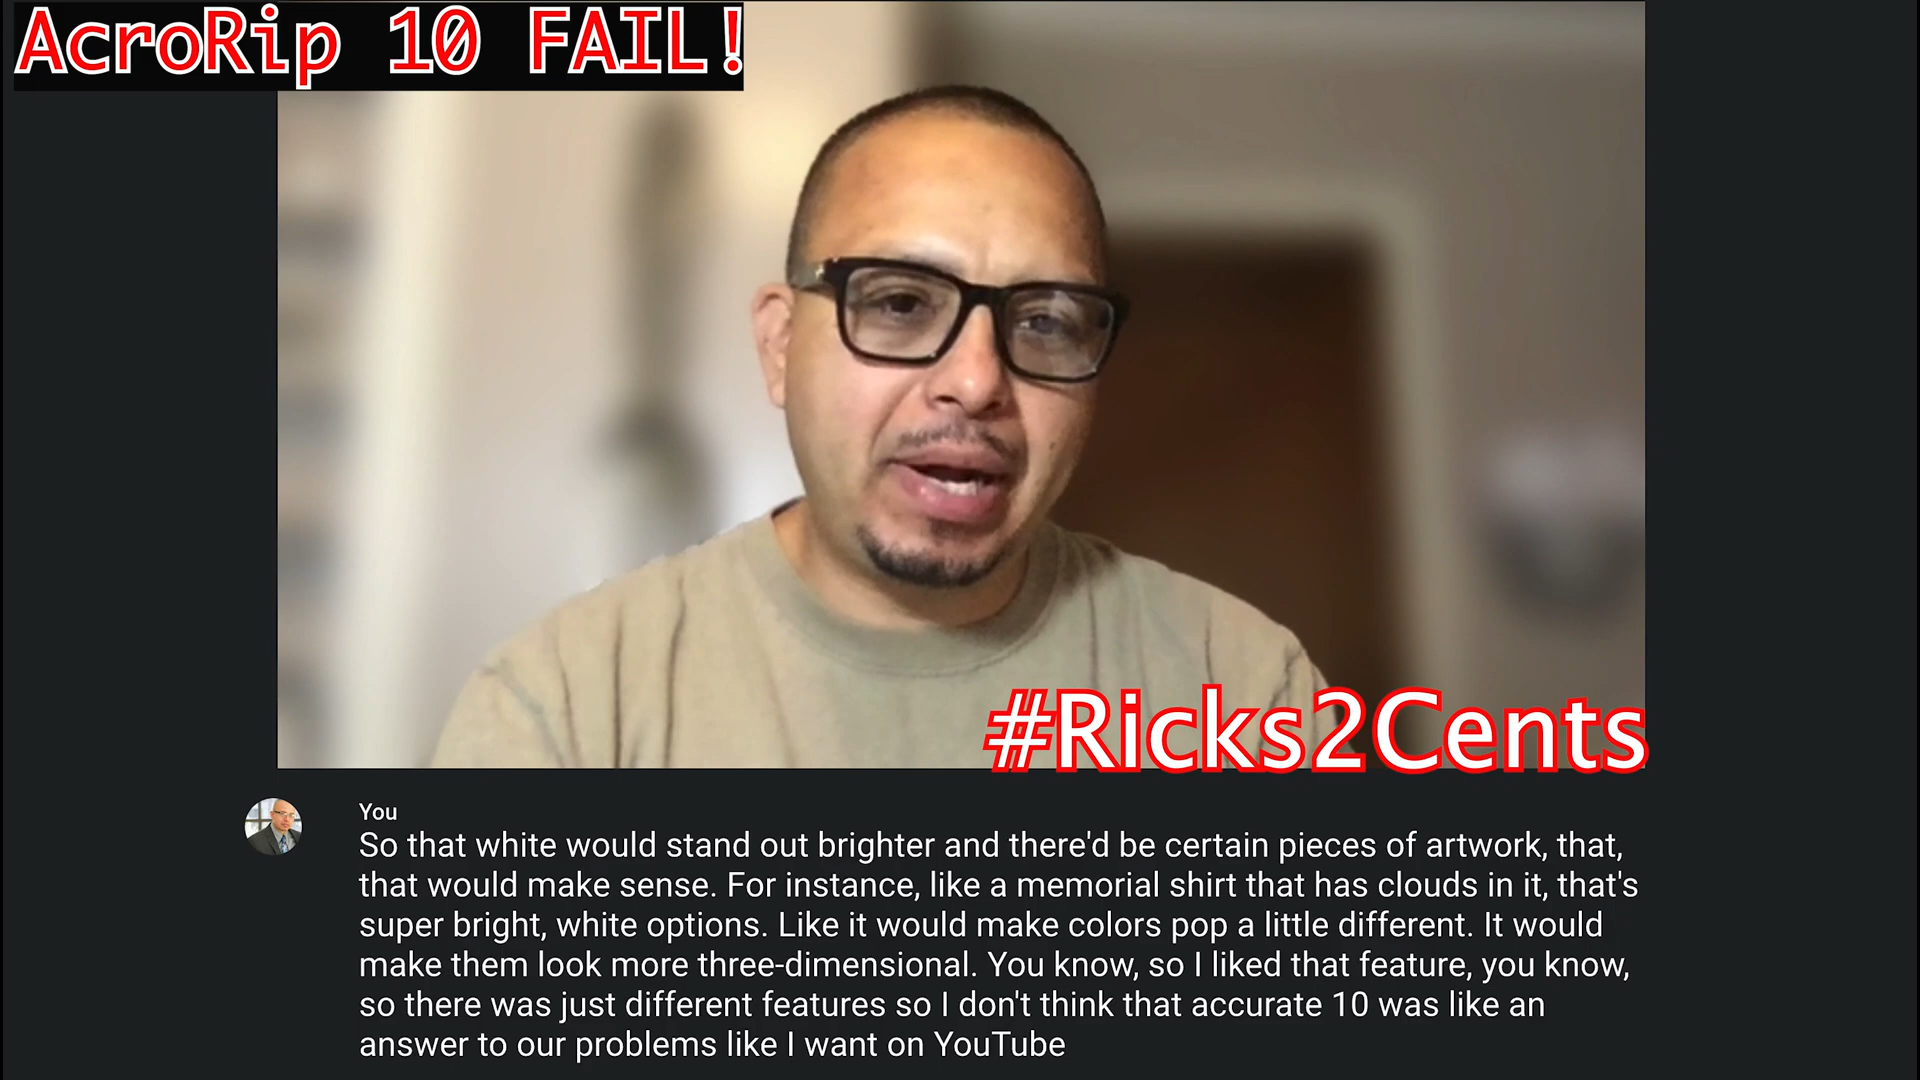 AcroRip 10 FAIL!
#Ricks2Cents
You
So that white would stand out brighter and there'd be certain pieces of artwork, that,
that would make sense. For instance, like a memorial shirt that has clouds in it, that's
super bright, white options. Like it would make colors pop a little different. It would
make them look more three-dimensional. You know, so I liked that feature, you know,
so there was just different features so I don't think that accurate 10 was like an
answer to our problems like I want on YouTube